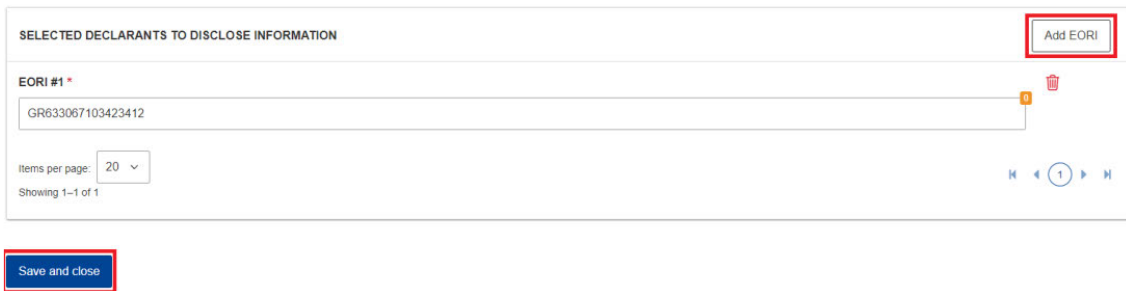 SELECTED DECLARANTS TO DISCLOSE INFORMATION
Add EORI
EORI #1 *
0
GR633067103423412
Items per page: 20
Showing 1–1 of 1
1
Save and close